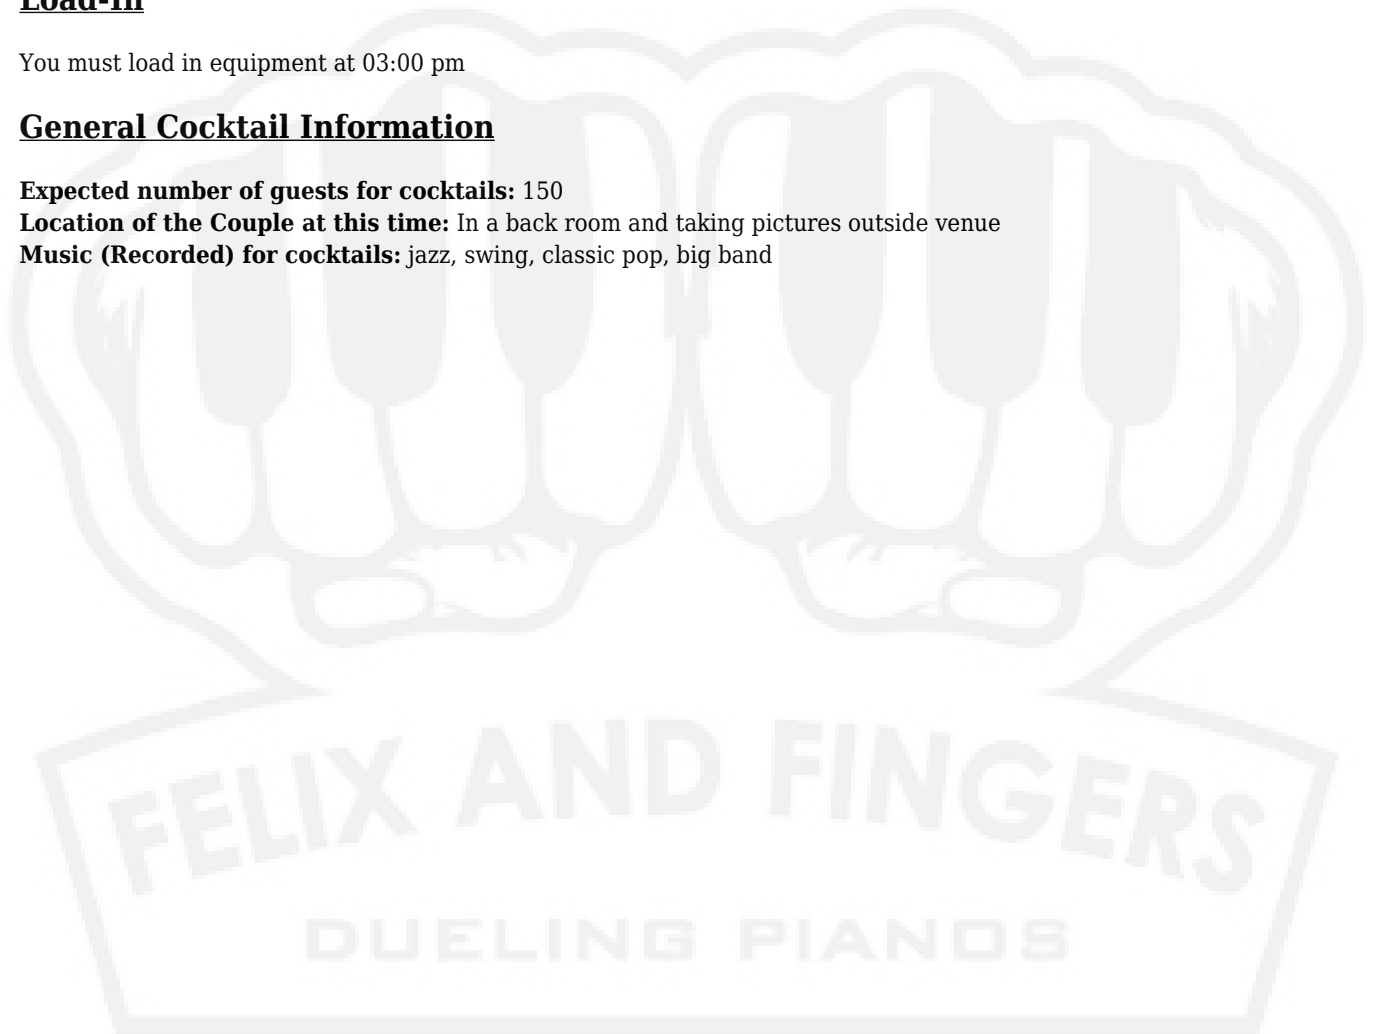 Load-In
You must load in equipment at 03:00 pm
General Cocktail Information
Expected number of guests for cocktails: 150
Location of the Couple at this time: In a back room and taking pictures outside venue
Music (Recorded) for cocktails: jazz, swing, classic pop, big band
FELIX AND FINGERS
DUELING PIANOS